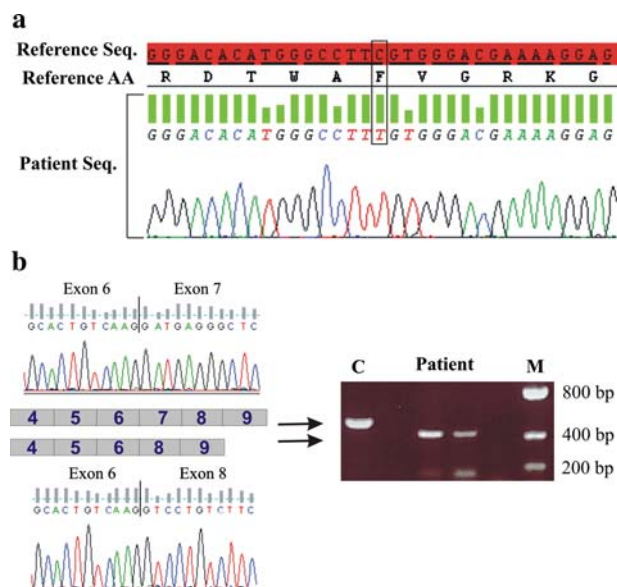 a
Reference Seq. GGGACACATGGGCCTTCGTGGGACGAAAAGGAG
Reference AA R D T W A F V G R K G
GGGACACATGGGCCTTTGTGGGACGAAAAGGAG
Patient Seq.
b
Exon 6 Exon 7
GCACTGTCAAGGATGAGGGCTC
4 5 6 7 8 9
4 5 6 8 9
Exon 6 Exon 8
GCACTGTCAAGGTCCTGTCTTC
C Patient M
800 bp
400 bp
200 bp